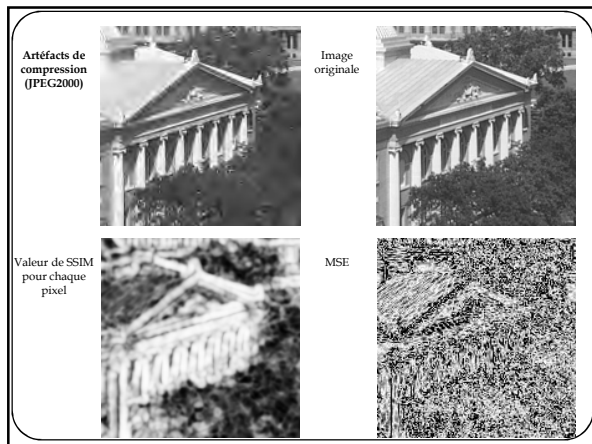 Artéfacts de
compression
(JPEG2000)
Image
originale
Valeur de SSIM
pour chaque
pixel
MSE